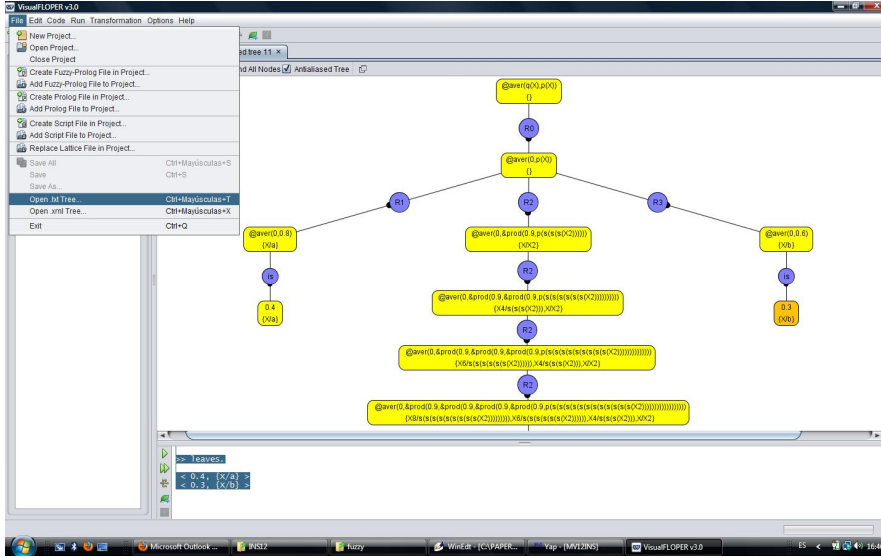 VisualFLOPER v3.0
File Edit Code Run Transformation Options Help
New Project...
Open Project...
Close Project
Create Fuzzy-Prolog File in Project...
Add Fuzzy-Prolog File to Project...
Create Prolog File in Project...
Add Prolog File to Project...
Create Script File in Project...
Add Script File to Project...
Replace Lattice File in Project...
Save All Ctrl+Mayúsculas+S
Save Ctrl+S
Save As...
Open .txt Tree... Ctrl+Mayúsculas+T
Open .xml Tree... Ctrl+Mayúsculas+X
Exit Ctrl+Q
tree 11
All Nodes Antialiased Tree
@aver(q(X),p(X))
{}
R0
@aver(0,p(X))
{}
R1 R2 R3
@aver(0,0.8)
{X/a}
@aver(0,&prod(0.9,p(s(s(s(X2))))))
{X/X2}
@aver(0,0.6)
{X/b}
is R2 is
0.4
{X/a}
@aver(0,&prod(0.9,&prod(0.9,p(s(s(s(s(s(s(X2))))))))))
{X4/s(s(s(X2))),X/X2}
0.3
{X/b}
R2
@aver(0,&prod(0.9,&prod(0.9,&prod(0.9,p(s(s(s(s(s(s(s(s(s(X2))))))))))))))
{X6/s(s(s(s(s(s(X2)))))),X4/s(s(s(X2))),X/X2}
R2
@aver(0,&prod(0.9,&prod(0.9,&prod(0.9,&prod(0.9,p(s(s(s(s(s(s(s(s(s(s(s(s(X2))))))))))))))))))
{X8/s(s(s(s(s(s(s(s(s(X2))))))))),X6/s(s(s(s(s(s(X2)))))),X4/s(s(s(X2))),X/X2}
>> leaves.
< 0.4, {X/a} >
< 0.3, {X/b} >
Microsoft Outlook ... INS12 fuzzy WinEdt - [C:\PAPER... Yap - [MV12INS] VisualFLOPER v3.0 ES